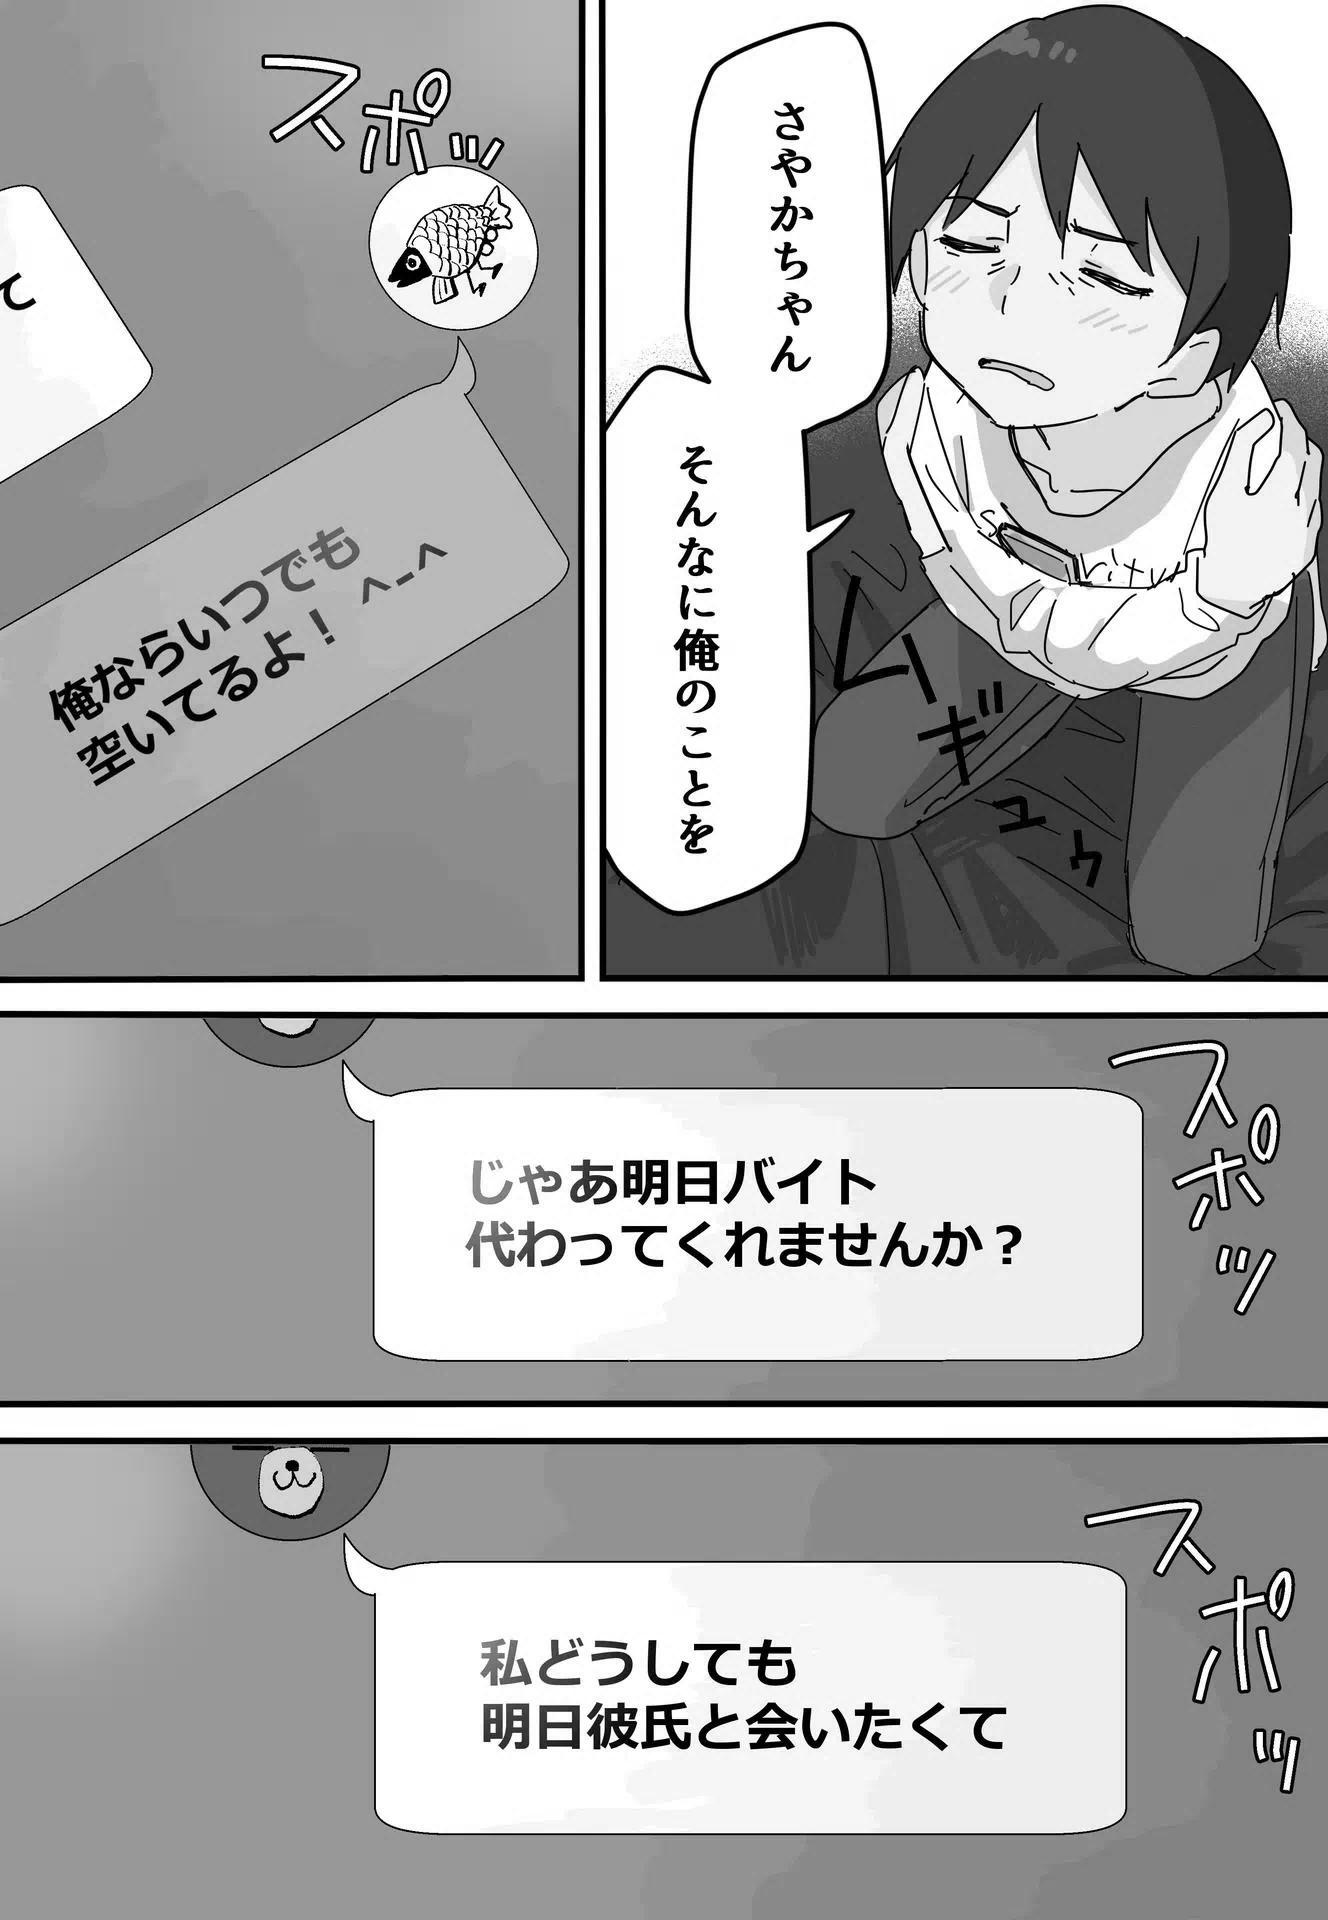 さやかちゃん
そんなに俺のことを
ムギュゥ
スポッ
て
俺ならいつでも
空いてるよ！ ^-^
スポッ
じゃあ明日バイト
代わってくれませんか？
スポッ
私どうしても
明日彼氏と会いたくて